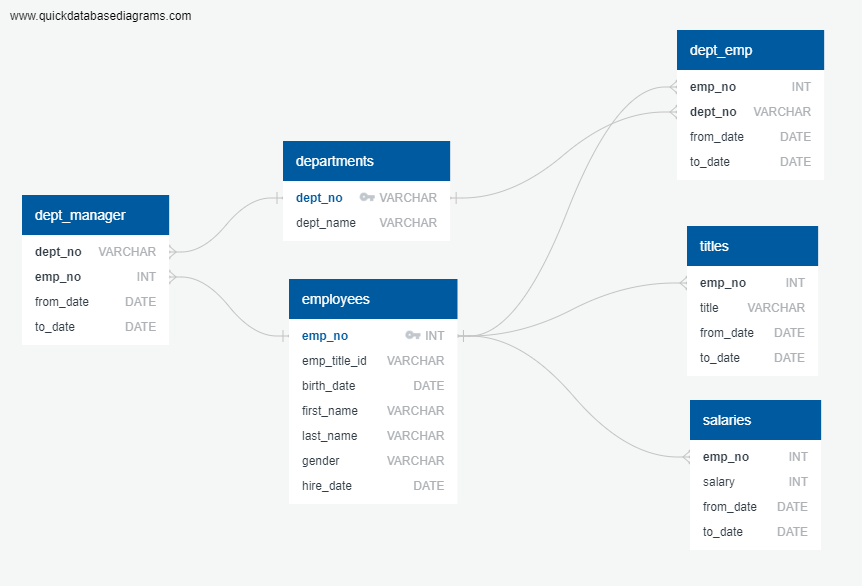 www.quickdatabasediagrams.com
dept_manager
dept_no VARCHAR
emp_no INT
from_date DATE
to_date DATE
departments
dept_no VARCHAR
dept_name VARCHAR
employees
emp_no INT
emp_title_id VARCHAR
birth_date DATE
first_name VARCHAR
last_name VARCHAR
gender VARCHAR
hire_date DATE
dept_emp
emp_no INT
dept_no VARCHAR
from_date DATE
to_date DATE
titles
emp_no INT
title VARCHAR
from_date DATE
to_date DATE
salaries
emp_no INT
salary INT
from_date DATE
to_date DATE